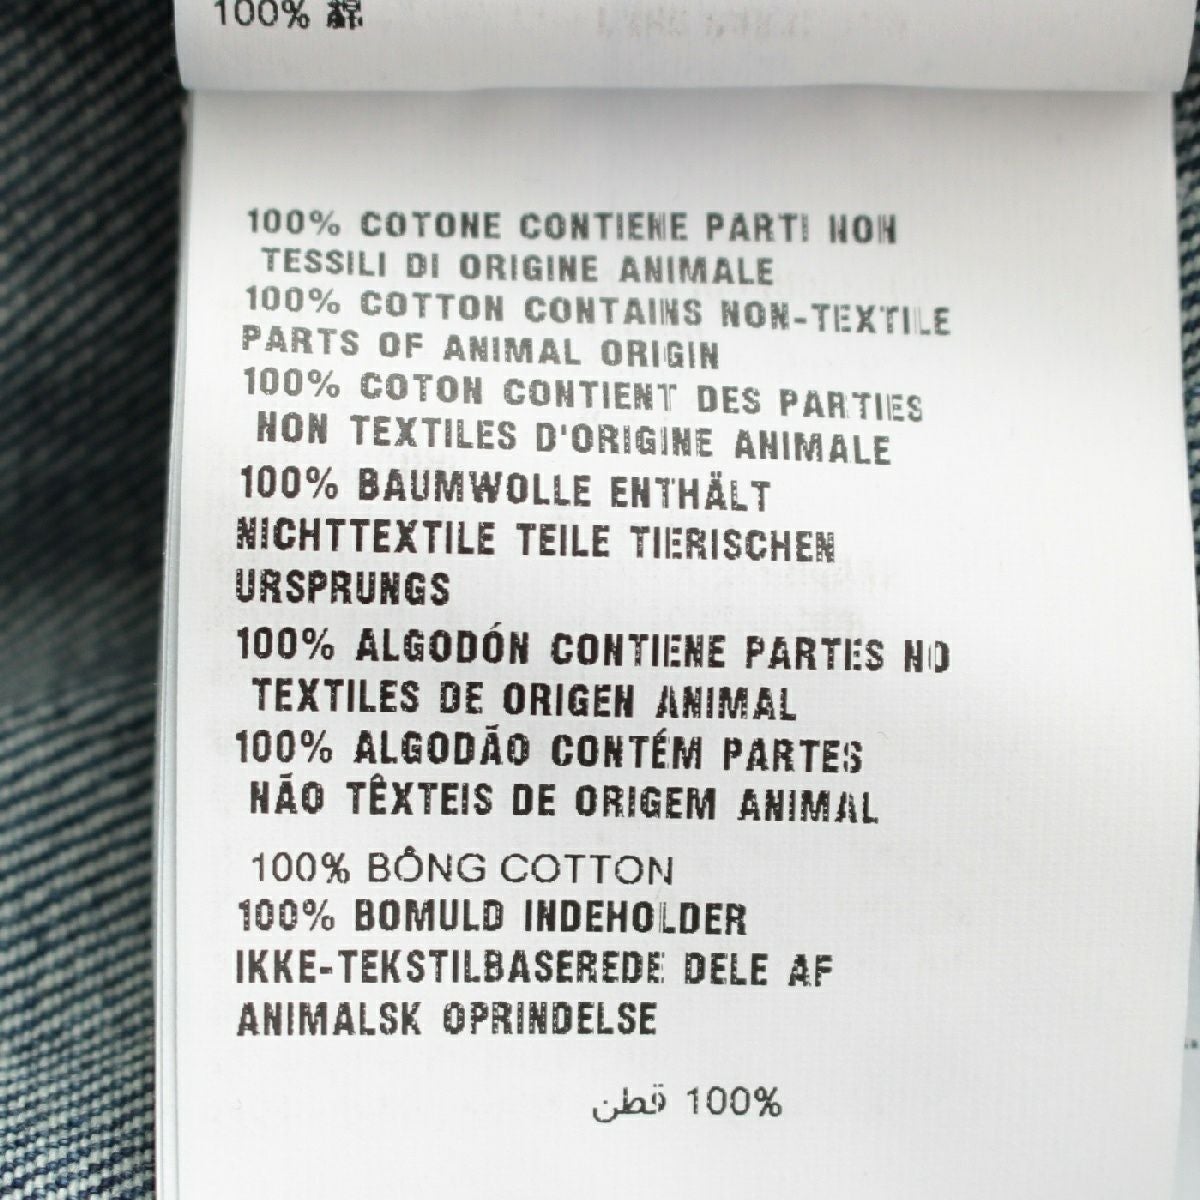 100% 綿
100% COTONE CONTIENE PARTI NON
TESSILI DI ORIGINE ANIMALE
100% COTTON CONTAINS NON-TEXTILE
PARTS OF ANIMAL ORIGIN
100% COTON CONTIENT DES PARTIES
NON TEXTILES D'ORIGINE ANIMALE
100% BAUMWOLLE ENTHÄLT
NICHTTEXTILE TEILE TIERISCHEN
URSPRUNGS
100% ALGODÓN CONTIENE PARTES NO
TEXTILES DE ORIGEN ANIMAL
100% ALGODÃO CONTÉM PARTES
NÃO TÊXTEIS DE ORIGEM ANIMAL
100% BÔNG COTTON
100% BOMULD INDEHOLDER
IKKE-TEKSTILBASEREDE DELE AF
ANIMALSK OPRINDELSE
100% قطن